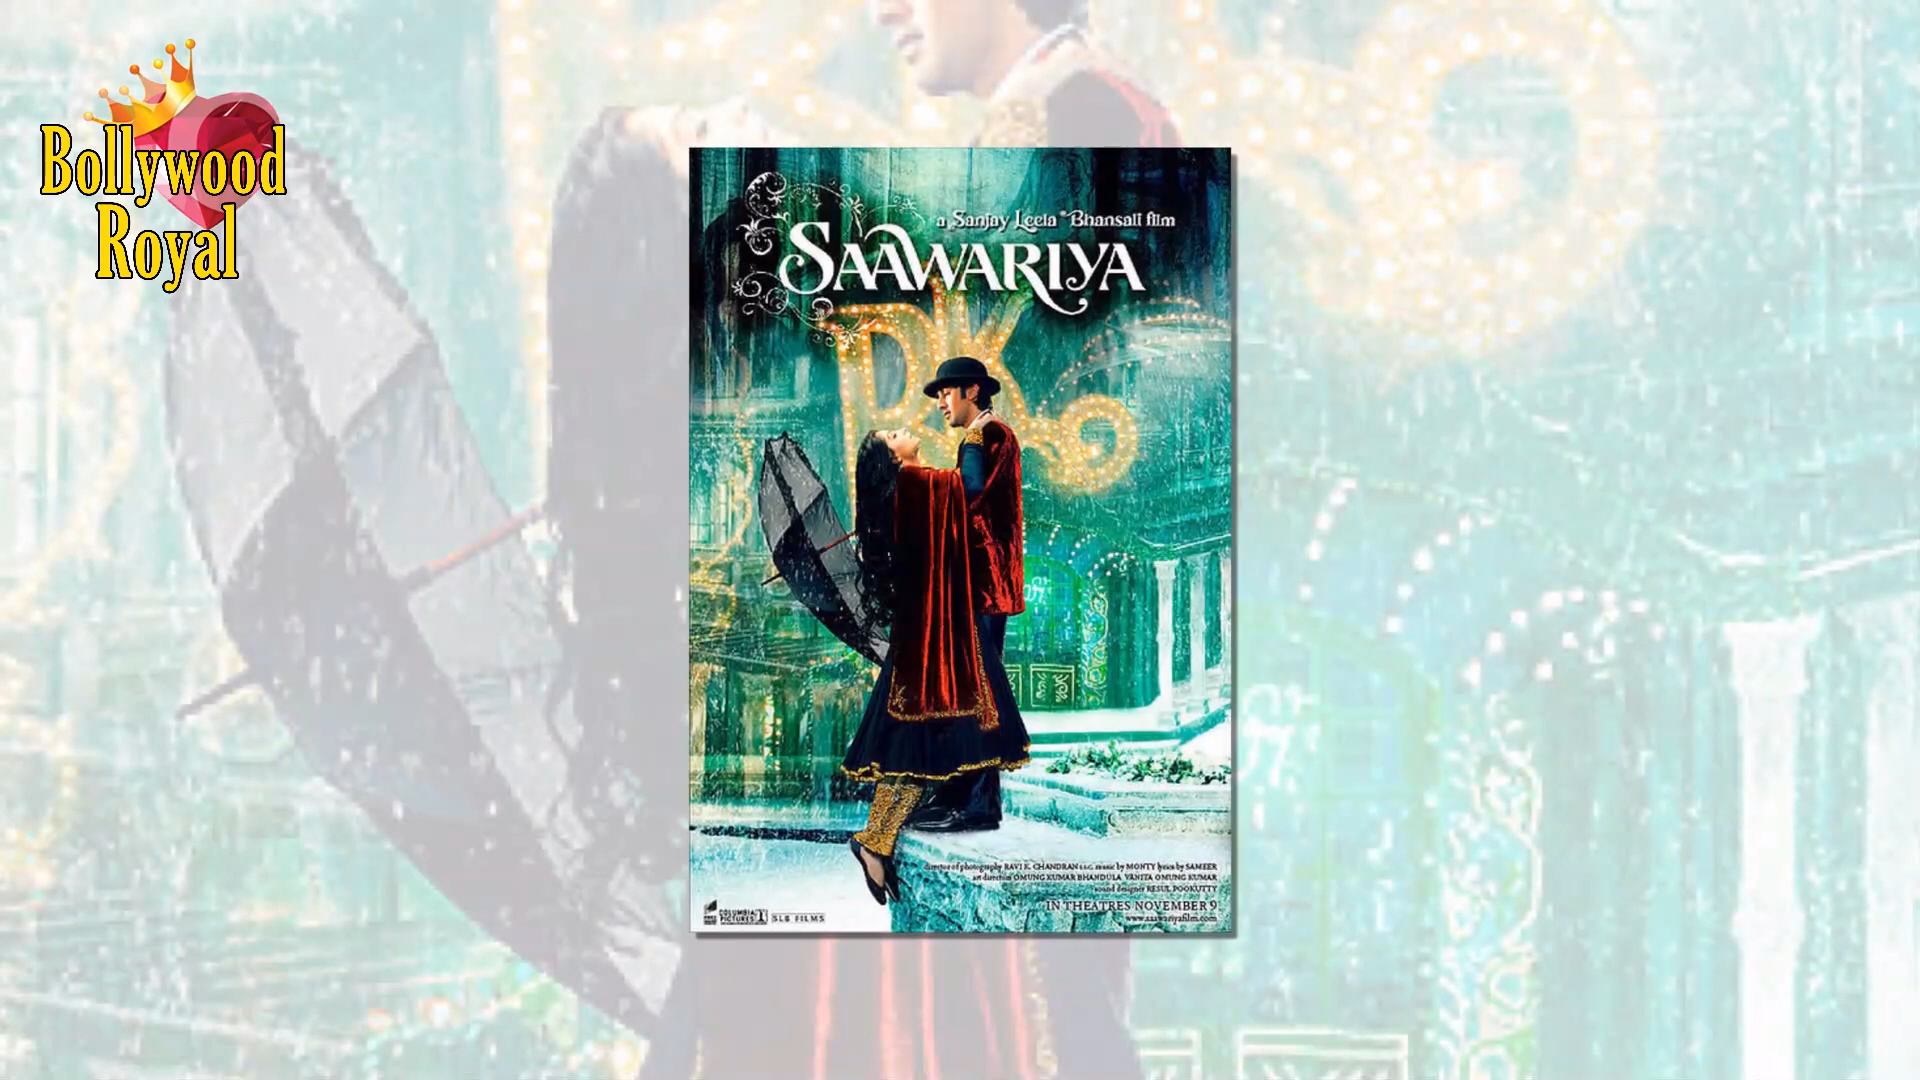 Bollywood
Royal
a Sanjay Leela Bhansali film
SAAWARIYA
RK
director of photography RAVI K. CHANDRAN I.S.C. music by MONTY lyrics by SAMEER
art direction OMUNG KUMAR BHANDULA VANITA OMUNG KUMAR
sound designer RESUL POOKUTTY
IN THEATRES NOVEMBER 9
www.saawariyafilm.com
COLUMBIA
PICTURES
SLB FILMS